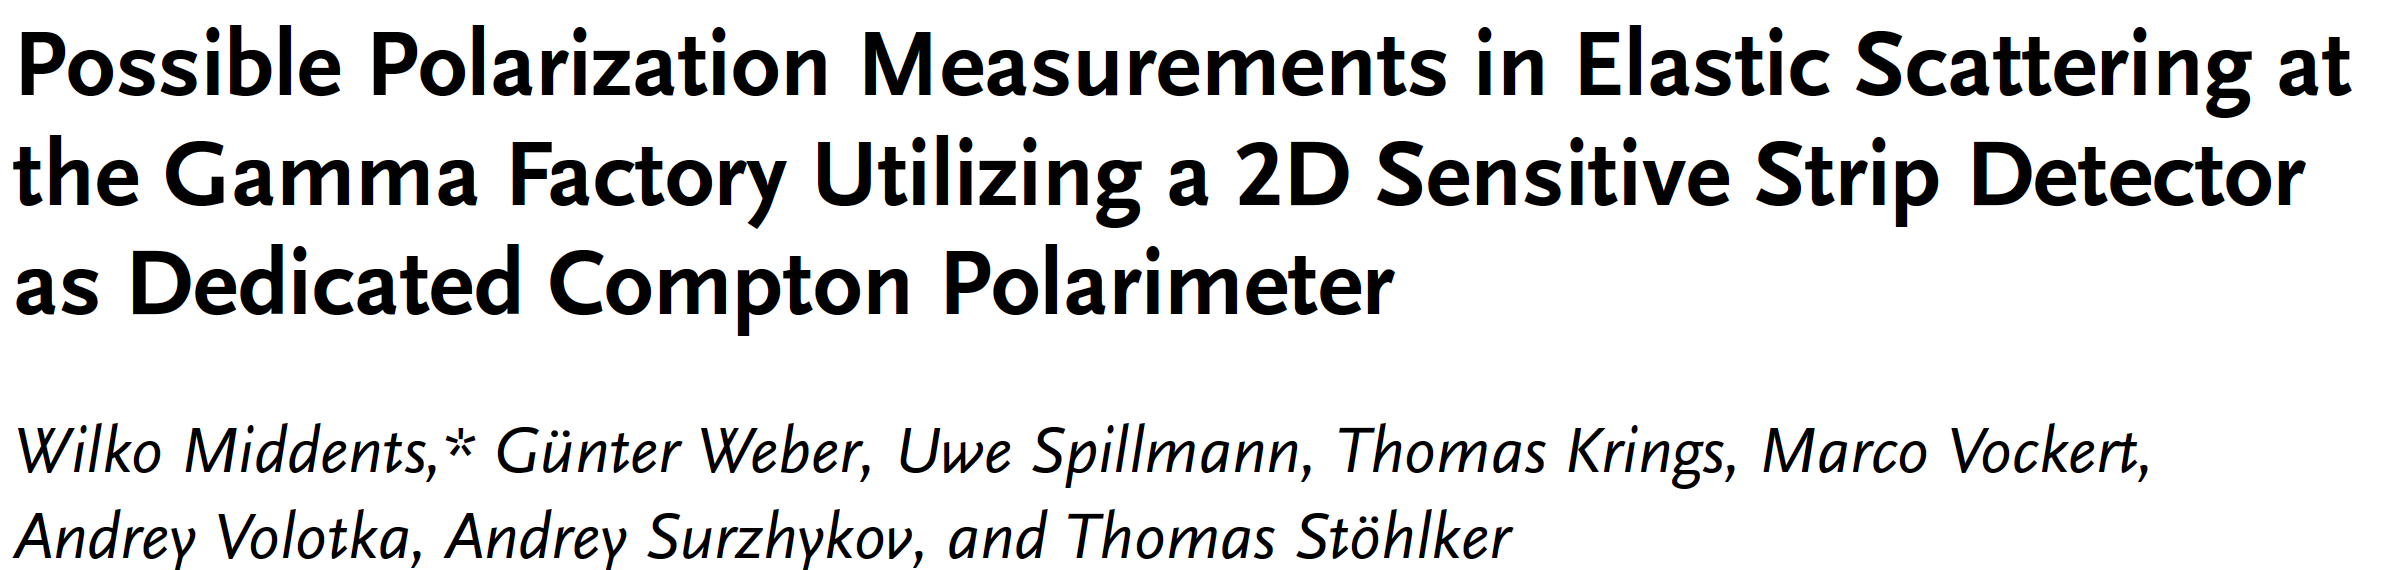 Possible Polarization Measurements in Elastic Scattering at
the Gamma Factory Utilizing a 2D Sensitive Strip Detector
as Dedicated Compton Polarimeter
Wilko Middents,* Günter Weber, Uwe Spillmann, Thomas Krings, Marco Vockert,
Andrey Volotka, Andrey Surzhykov, and Thomas Stöhlker